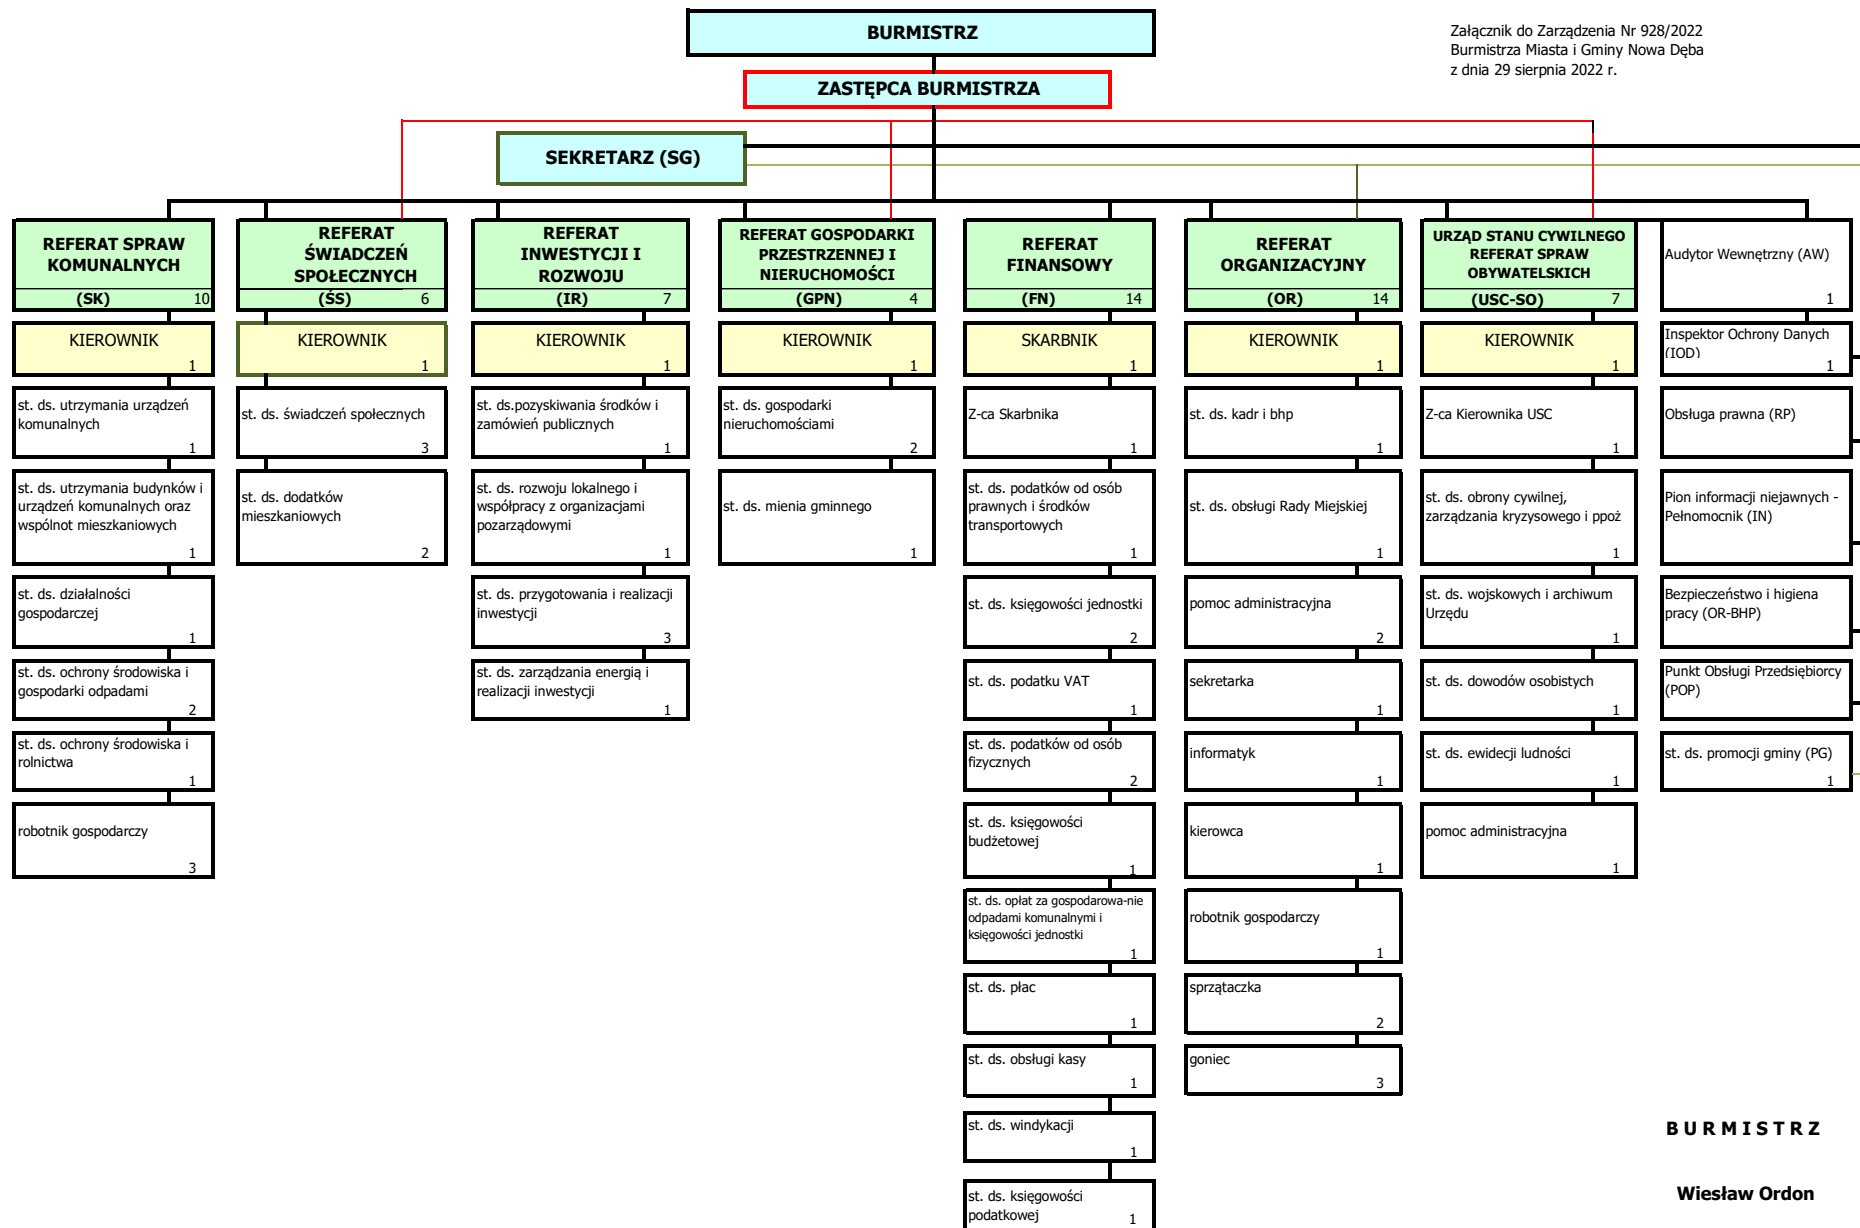 BURMISTRZ
Załącznik do Zarządzenia Nr 928/2022
Burmistrza Miasta i Gminy Nowa Dęba
z dnia 29 sierpnia 2022 r.
ZASTĘPCA BURMISTRZA
SEKRETARZ (SG)
REFERAT SPRAW
KOMUNALNYCH
(SK) 10
KIEROWNIK
1
st. ds. utrzymania urządzeń
komunalnych
1
st. ds. utrzymania budynków i
urządzeń komunalnych oraz
wspólnot mieszkaniowych
1
st. ds. działalności
gospodarczej
1
st. ds. ochrony środowiska i
gospodarki odpadami
2
st. ds. ochrony środowiska i
rolnictwa
1
robotnik gospodarczy
3
REFERAT
ŚWIADCZEŃ
SPOŁECZNYCH
(ŚS) 6
KIEROWNIK
1
st. ds. świadczeń społecznych
3
st. ds. dodatków
mieszkaniowych
2
REFERAT
INWESTYCJI I
ROZWOJU
(IR) 7
KIEROWNIK
1
st. ds.pozyskiwania środków i
zamówień publicznych
1
st. ds. rozwoju lokalnego i
współpracy z organizacjami
pozarządowymi
1
st. ds. przygotowania i realizacji
inwestycji
3
st. ds. zarządzania energią i
realizacji inwestycji
1
REFERAT GOSPODARKI
PRZESTRZENNEJ I
NIERUCHOMOŚCI
(GPN) 4
KIEROWNIK
1
st. ds. gospodarki
nieruchomościami
2
st. ds. mienia gminnego
1
REFERAT
FINANSOWY
(FN) 14
SKARBNIK
1
Z-ca Skarbnika
1
st. ds. podatków od osób
prawnych i środków
transportowych
1
st. ds. księgowości jednostki
2
st. ds. podatku VAT
1
st. ds. podatków od osób
fizycznych
2
st. ds. księgowości
budżetowej
1
st. ds. opłat za gospodarowa-nie
odpadami komunalnymi i
księgowości jednostki
1
st. ds. płac
1
st. ds. obsługi kasy
1
st. ds. windykacji
1
st. ds. księgowości
podatkowej
1
REFERAT
ORGANIZACYJNY
(OR) 14
KIEROWNIK
1
st. ds. kadr i bhp
1
st. ds. obsługi Rady Miejskiej
1
pomoc administracyjna
2
sekretarka
1
informatyk
1
kierowca
1
robotnik gospodarczy
1
sprzątaczka
2
goniec
3
URZĄD STANU CYWILNEGO
REFERAT SPRAW
OBYWATELSKICH
(USC-SO) 7
KIEROWNIK
1
Z-ca Kierownika USC
1
st. ds. obrony cywilnej,
zarządzania kryzysowego i ppoż
1
st. ds. wojskowych i archiwum
Urzędu
1
st. ds. dowodów osobistych
1
st. ds. ewidecji ludności
1
pomoc administracyjna
1
Audytor Wewnętrzny (AW)
1
Inspektor Ochrony Danych
(IOD)
1
Obsługa prawna (RP)
Pion informacji niejawnych -
Pełnomocnik (IN)
Bezpieczeństwo i higiena
pracy (OR-BHP)
Punkt Obsługi Przedsiębiorcy
(POP)
st. ds. promocji gminy (PG)
1
B U R M I S T R Z
Wiesław Ordon